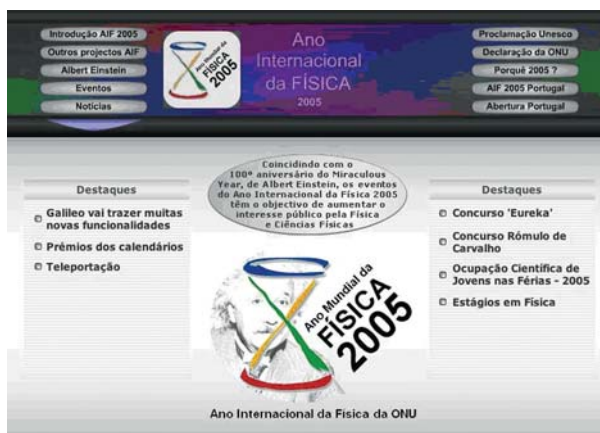 Introdução AIF 2005
Outros projectos AIF
Albert Einstein
Eventos
Notícias
Ano Mundial da
FÍSICA
2005
Ano
Internacional
da FÍSICA
2005
Proclamação Unesco
Declaração da ONU
Porquê 2005 ?
AIF 2005 Portugal
Abertura Portugal
Destaques
Galileo vai trazer muitas
novas funcionalidades
Prémios dos calendários
Teleportação
Coincidindo com o
100º aniversário do Miraculous
Year, de Albert Einstein, os eventos
do Ano Internacional da Física 2005
têm o objectivo de aumentar o
interesse público pela Física
e Ciências Físicas
Ano Mundial da
FÍSICA
2005
Ano Internacional da Física da ONU
Destaques
Concurso 'Eureka'
Concurso Rómulo de
Carvalho
Ocupação Científica de
Jovens nas Férias - 2005
Estágios em Física